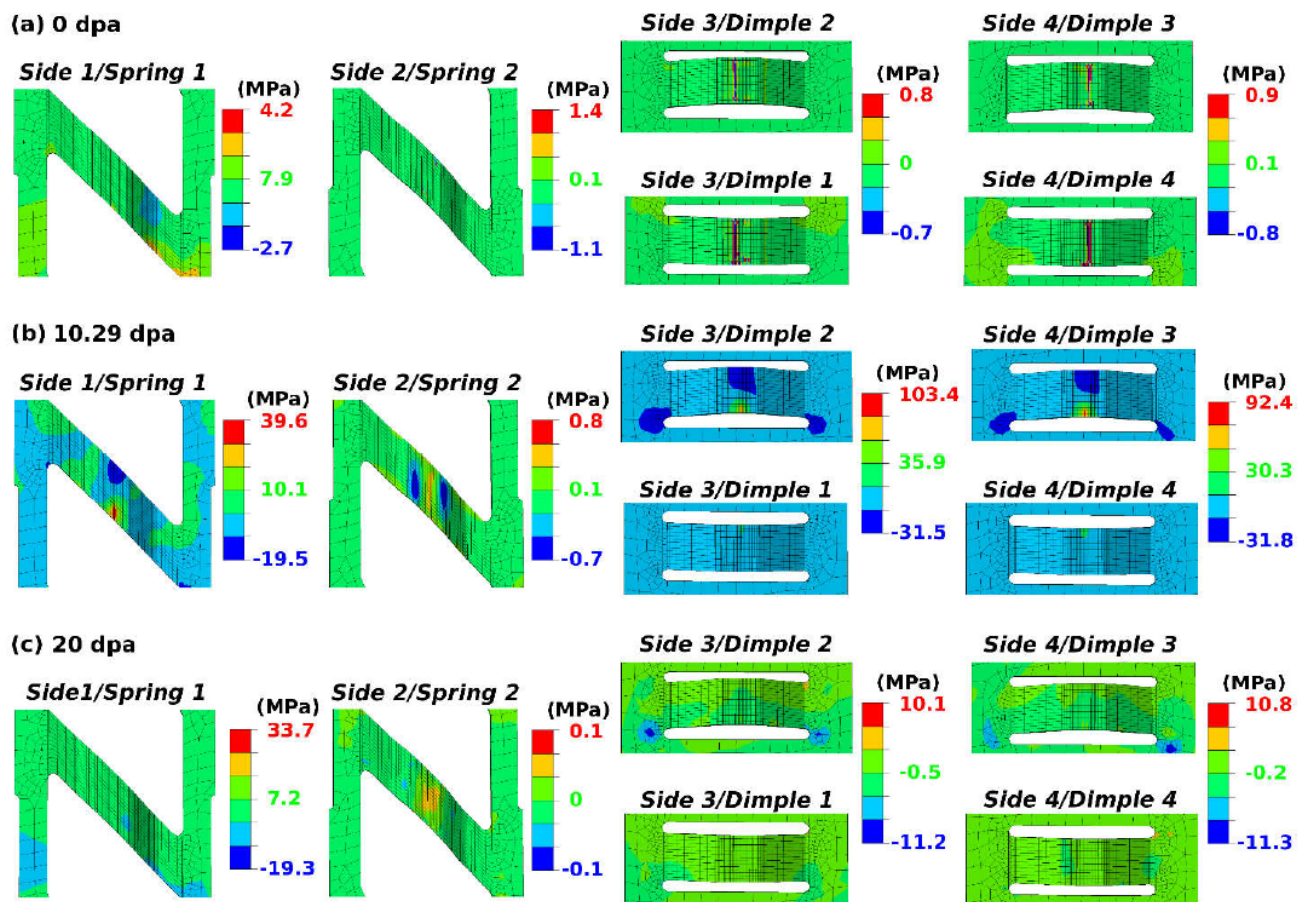 (a) 0 dpa
Side 1/Spring 1
(MPa)
4.2
7.9
-2.7
Side 2/Spring 2
(MPa)
1.4
0.1
-1.1
Side 3/Dimple 2
Side 3/Dimple 1
(MPa)
0.8
0
-0.7
Side 4/Dimple 3
Side 4/Dimple 4
(MPa)
0.9
0.1
-0.8
(b) 10.29 dpa
Side 1/Spring 1
(MPa)
39.6
10.1
-19.5
Side 2/Spring 2
(MPa)
0.8
0.1
-0.7
Side 3/Dimple 2
Side 3/Dimple 1
(MPa)
103.4
35.9
-31.5
Side 4/Dimple 3
Side 4/Dimple 4
(MPa)
92.4
30.3
-31.8
(c) 20 dpa
Side1/Spring 1
(MPa)
33.7
7.2
-19.3
Side 2/Spring 2
(MPa)
0.1
0
-0.1
Side 3/Dimple 2
Side 3/Dimple 1
(MPa)
10.1
-0.5
-11.2
Side 4/Dimple 3
Side 4/Dimple 4
(MPa)
10.8
-0.2
-11.3